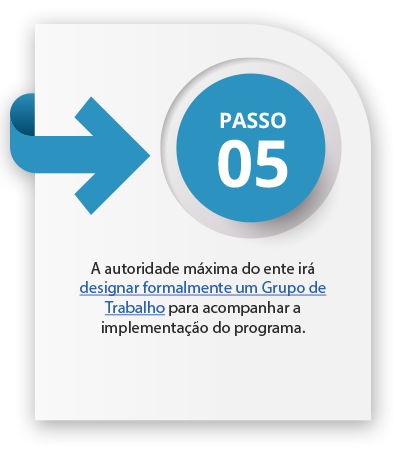 PASSO
05
A autoridade máxima do ente irá
designar formalmente um Grupo de
Trabalho para acompanhar a
implementação do programa.